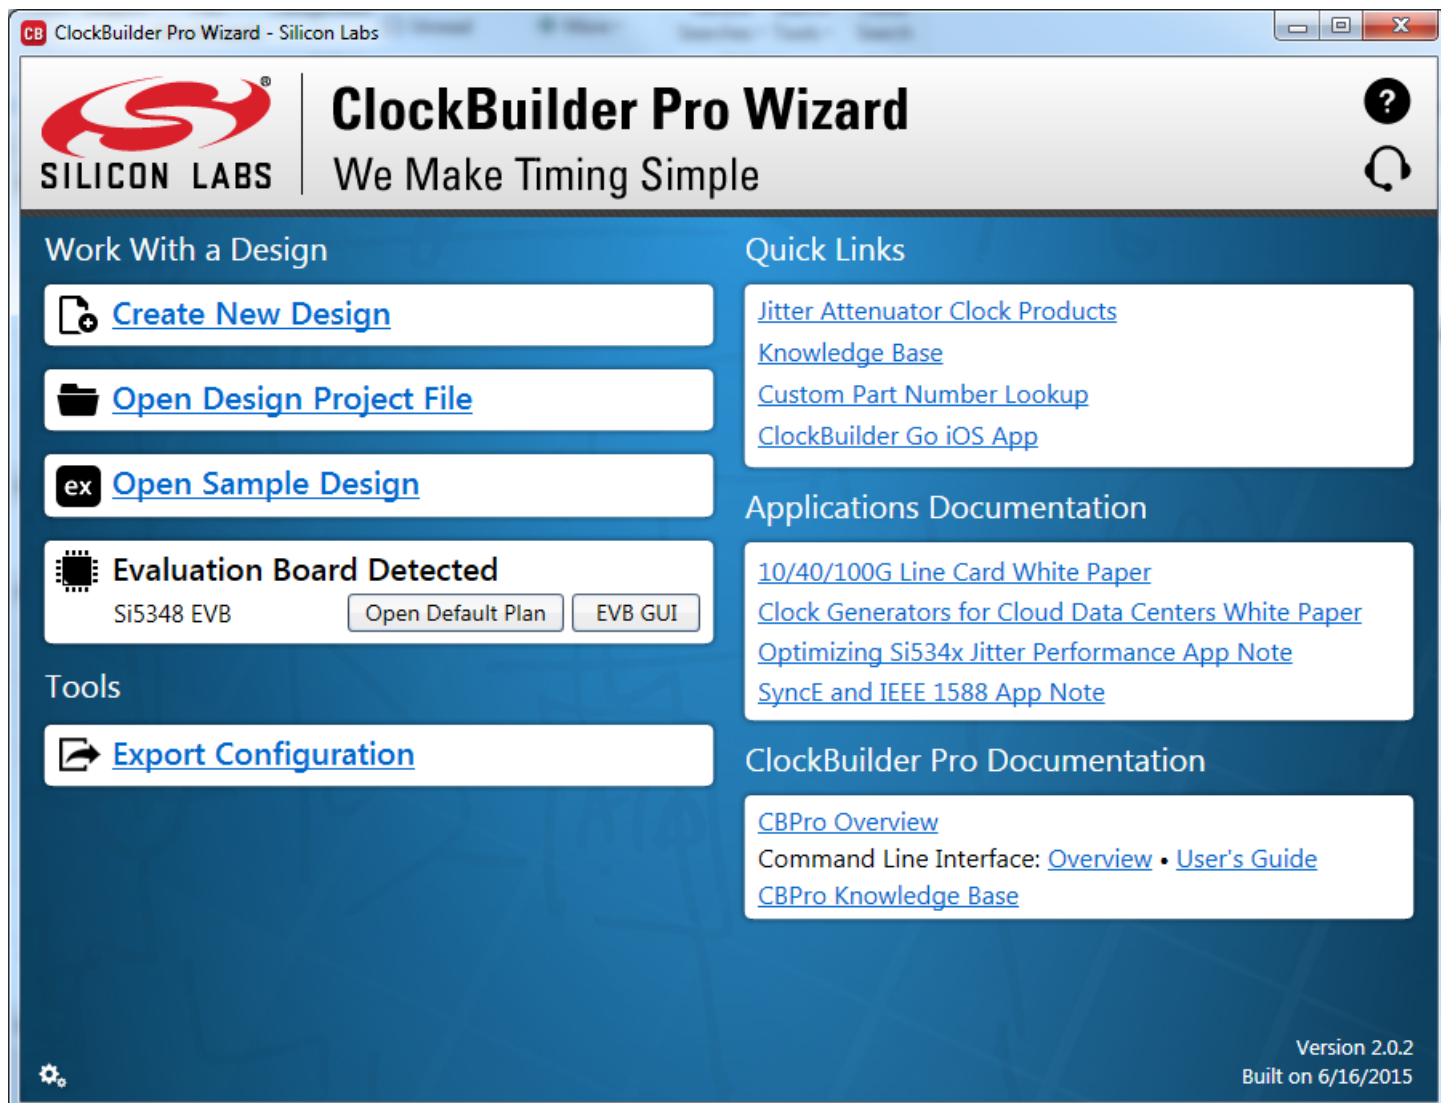 CB ClockBuilder Pro Wizard - Silicon Labs
SILICON LABS
®
ClockBuilder Pro Wizard
We Make Timing Simple
?
Work With a Design
Create New Design
Open Design Project File
ex Open Sample Design
Evaluation Board Detected
Si5348 EVB Open Default Plan EVB GUI
Tools
Export Configuration
Quick Links
Jitter Attenuator Clock Products
Knowledge Base
Custom Part Number Lookup
ClockBuilder Go iOS App
Applications Documentation
10/40/100G Line Card White Paper
Clock Generators for Cloud Data Centers White Paper
Optimizing Si534x Jitter Performance App Note
SyncE and IEEE 1588 App Note
ClockBuilder Pro Documentation
CBPro Overview
Command Line Interface: Overview • User's Guide
CBPro Knowledge Base
Version 2.0.2
Built on 6/16/2015